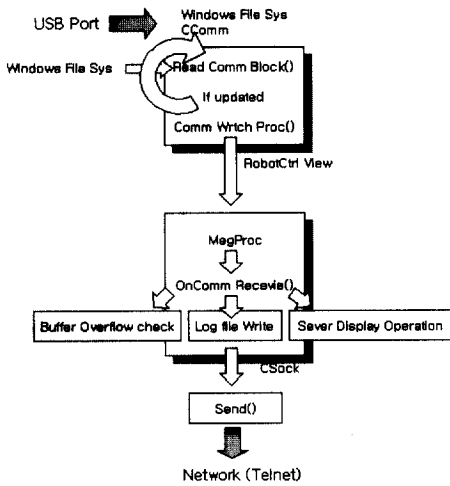 USB Port
Windows File Sys
CComm
Windows File Sys
Read Comm Block()
If updated
Comm Wrtch Proc()
RobotCtrl View
MegProc
OnComm Recevie()
Buffer Overflow check
Log file Write
Sever Display Operation
CSock
Send()
Network (Telnet)